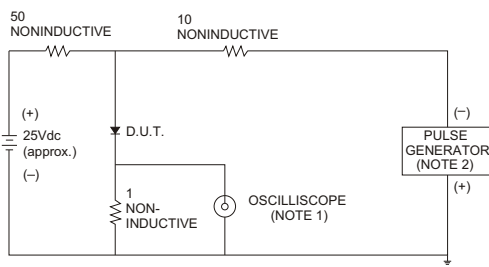 50
NONINDUCTIVE
10
NONINDUCTIVE
(+)
25Vdc
(approx.)
(–)
D.U.T.
1
NON-
INDUCTIVE
OSCILLISCOPE
(NOTE 1)
(–)
PULSE
GENERATOR
(NOTE 2)
(+)